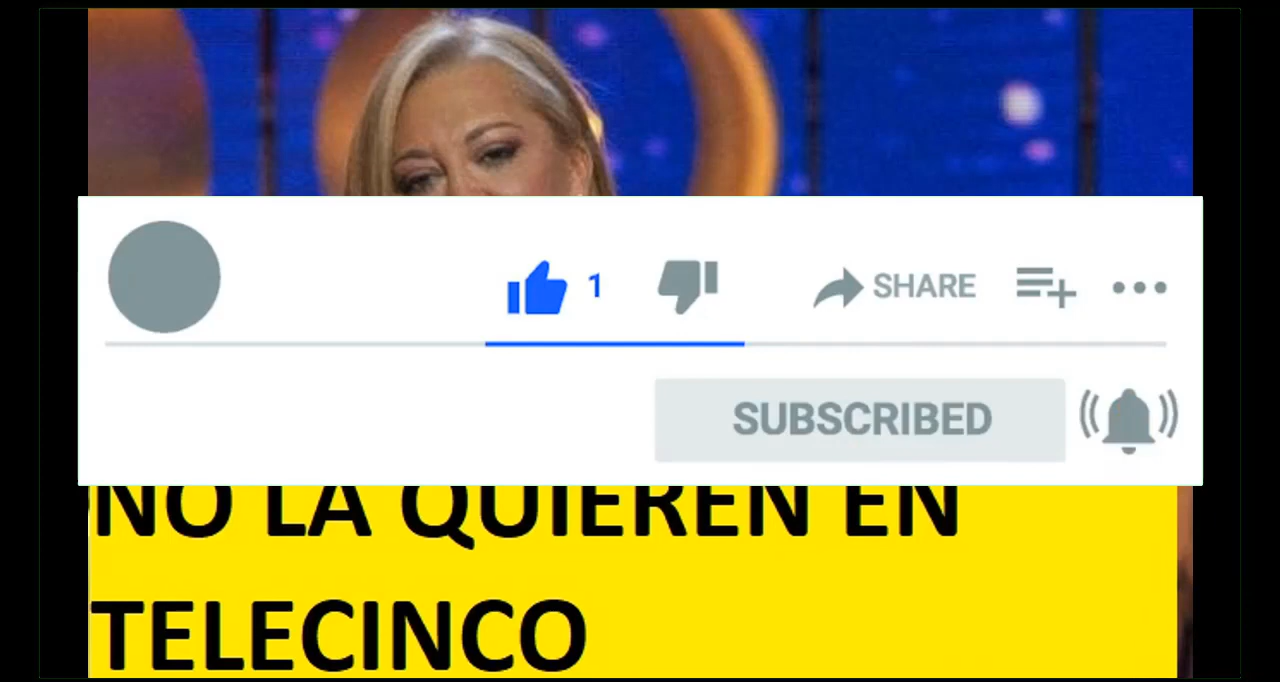 1
SHARE
SUBSCRIBED
NO LA QUIEREN EN
TELECINCO